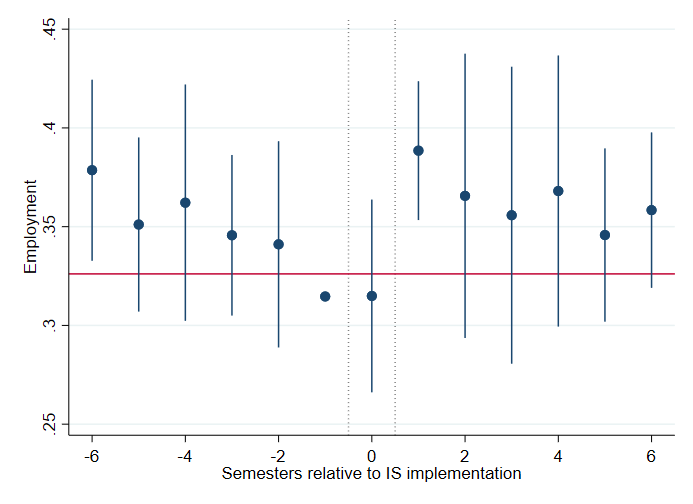 .45
.4
.35
.3
.25
Employment
-6 -4 -2 0 2 4 6
Semesters relative to IS implementation